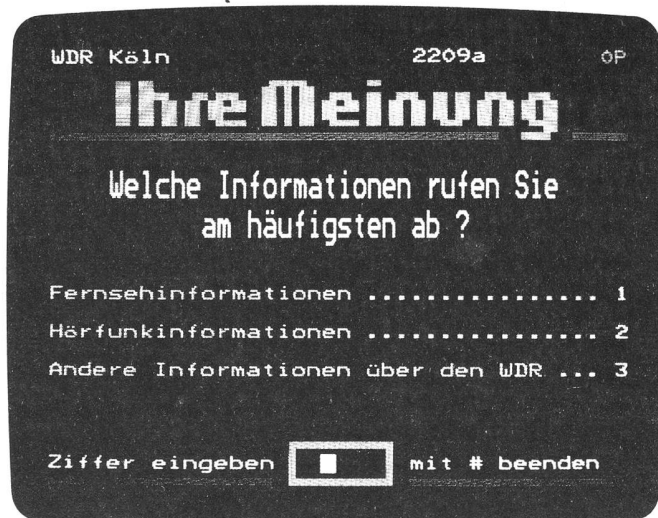 WDR Köln 2209a 0P
Ihre Meinung
Welche Informationen rufen Sie
am häufigsten ab ?
Fernsehinformationen ................ 1
Hörfunkinformationen ................ 2
Andere Informationen über den WDR ... 3
Ziffer eingeben mit # beenden